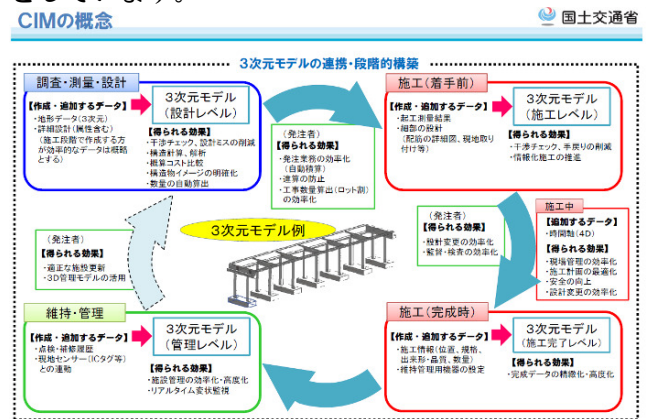 としています。
CIMの概念
国土交通省
3次元モデルの連携・段階的構築
調査・測量・設計
【作成・追加するデータ】
・地形データ(3次元)
・詳細設計(属性含む)
(施工段階で作成する方
が効率的なデータは概略
とする)
3次元モデル
(設計レベル)
【得られる効果】
・干渉チェック、設計ミスの削減
・構造計算、解析
・概算コスト比較
・構造物イメージの明確化
・数量の自動算出
(発注者)
【得られる効果】
・発注業務の効率化
(自動積算)
・違算の防止
・工事数量算出(ロット割)
の効率化
施工(着手前)
【作成・追加するデータ】
・起工測量結果
・細部の設計
(配筋の詳細図、現地取り
付け等)
3次元モデル
(施工レベル)
【得られる効果】
・干渉チェック、手戻りの削減
・情報化施工の推進
施工中
【追加するデータ】
・時間軸(4D)
【得られる効果】
・現場管理の効率化
・施工計画の最適化
・安全の向上
・設計変更の効率化
(発注者)
【得られる効果】
・設計変更の効率化
・監督・検査の効率化
3次元モデル例
(発注者)
【得られる効果】
・適正な施設更新
・3D管理モデルの活用
維持・管理
【作成・追加するデータ】
・点検・補修履歴
・現地センサー(ICタグ等)
との連動
3次元モデル
(管理レベル)
【得られる効果】
・施設管理の効率化・高度化
・リアルタイム変状監視
施工(完成時)
【作成・追加するデータ】
・施工情報(位置、規格、
出来形・品質、数量)
・維持管理用機器の設定
3次元モデル
(施工完了レベル)
【得られる効果】
・完成データの精緻化・高度化